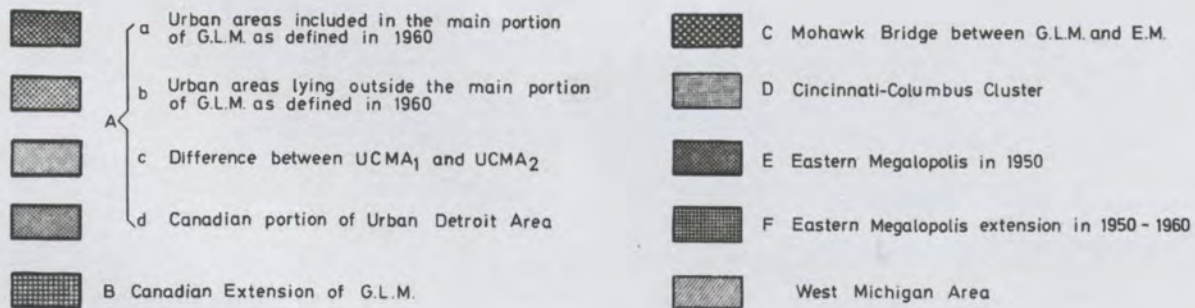 A
a Urban areas included in the main portion
of G.L.M. as defined in 1960
b Urban areas lying outside the main portion
of G.L.M. as defined in 1960
c Difference between UCMA₁ and UCMA₂
d Canadian portion of Urban Detroit Area
B Canadian Extension of G.L.M.
C Mohawk Bridge between G.L.M. and E.M.
D Cincinnati-Columbus Cluster
E Eastern Megalopolis in 1950
F Eastern Megalopolis extension in 1950 - 1960
West Michigan Area